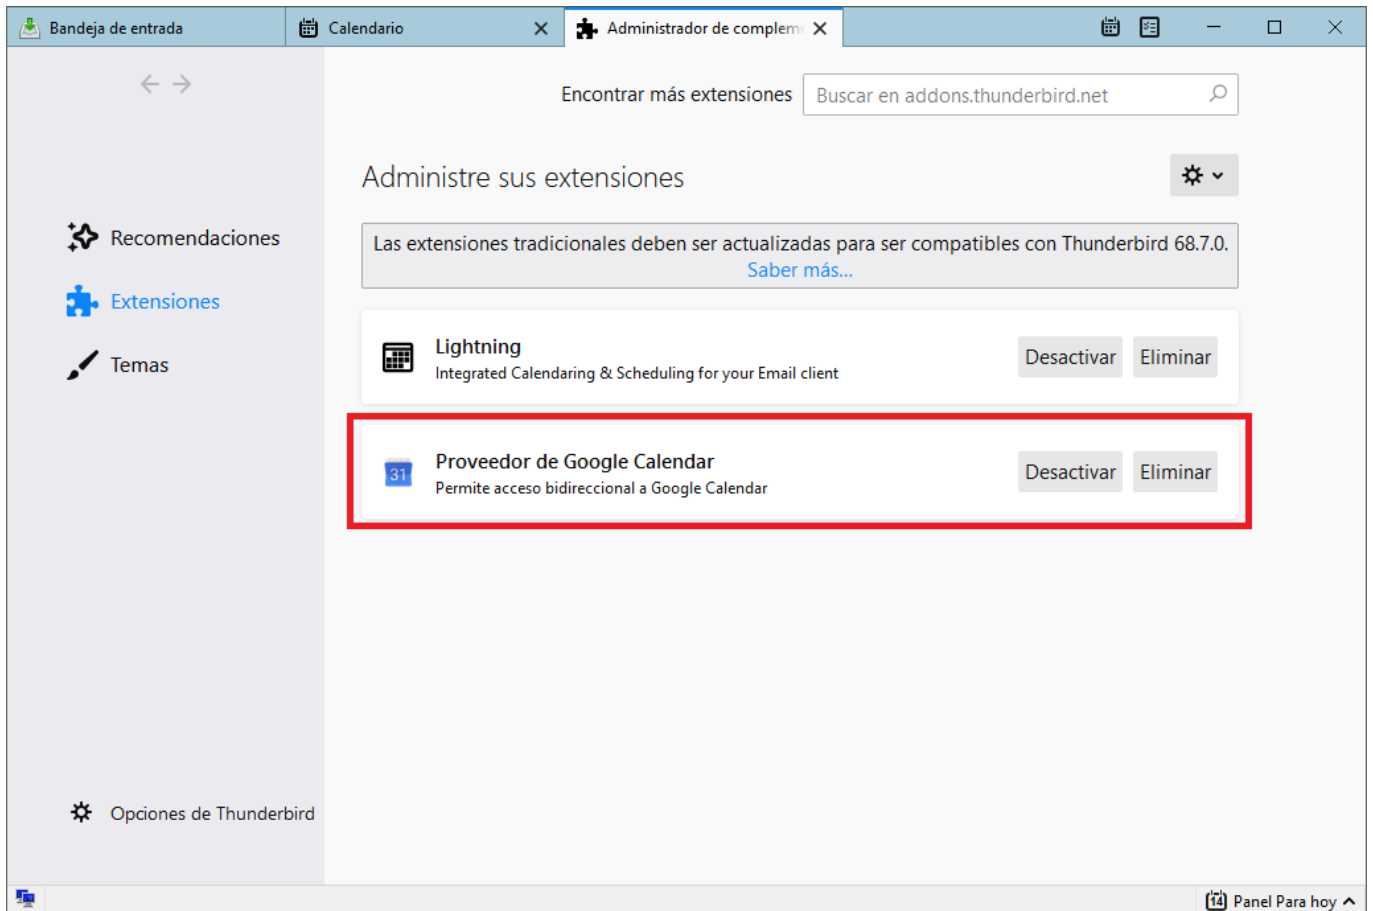 Bandeja de entrada
Calendario
Administrador de complem
Encontrar más extensiones
Buscar en addons.thunderbird.net
Administre sus extensiones
Recomendaciones
Extensiones
Temas
Las extensiones tradicionales deben ser actualizadas para ser compatibles con Thunderbird 68.7.0.
Saber más...
Lightning
Integrated Calendaring & Scheduling for your Email client
Desactivar
Eliminar
31
Proveedor de Google Calendar
Permite acceso bidireccional a Google Calendar
Desactivar
Eliminar
Opciones de Thunderbird
14
Panel Para hoy